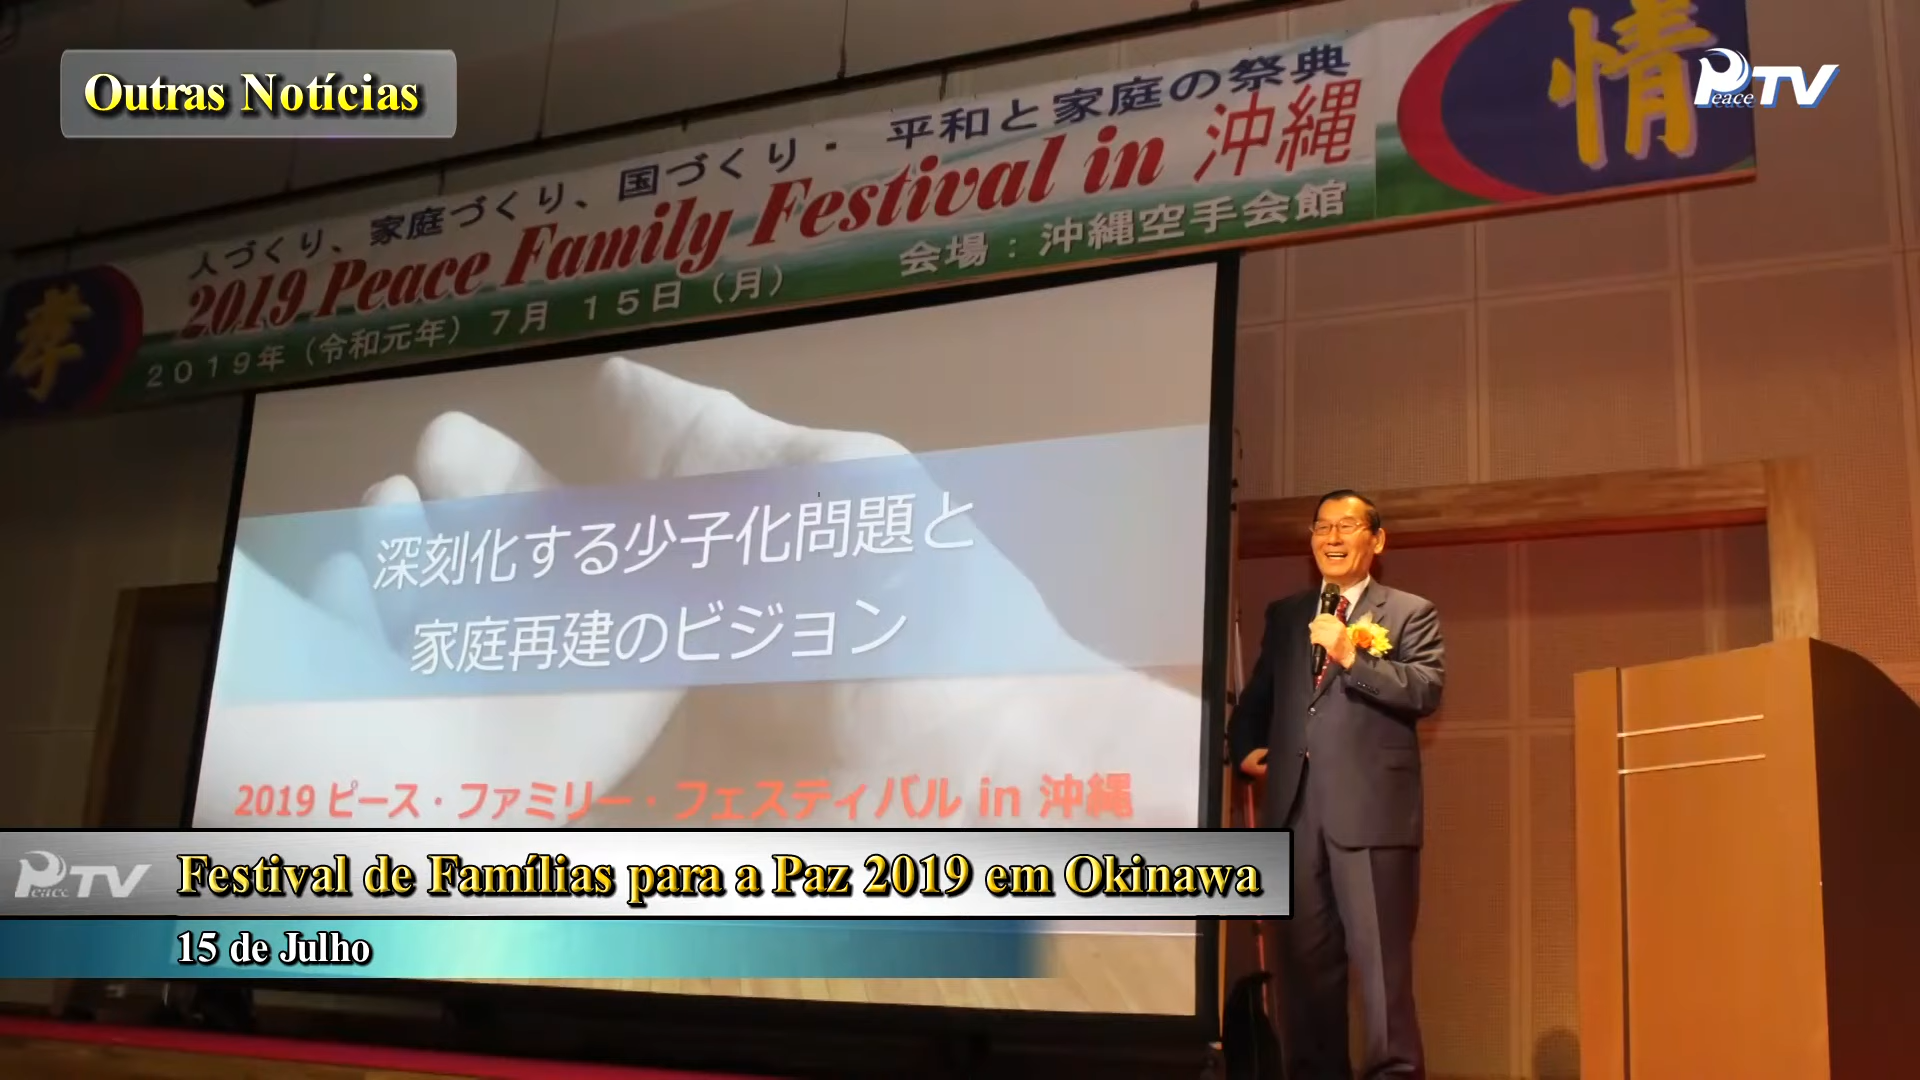 Outras Notícias
Peace TV
人づくり、家庭づくり、国づくり・ 平和と家庭の祭典
2019 Peace Family Festival in 沖縄
2019年（令和元年）7月 15日（月） 会場：沖縄空手会館
孝
情
深刻化する少子化問題と
家庭再建のビジョン
2019 ピース・ファミリー・フェスティバル in 沖縄
Peace TV
Festival de Famílias para a Paz 2019 em Okinawa
15 de Julho